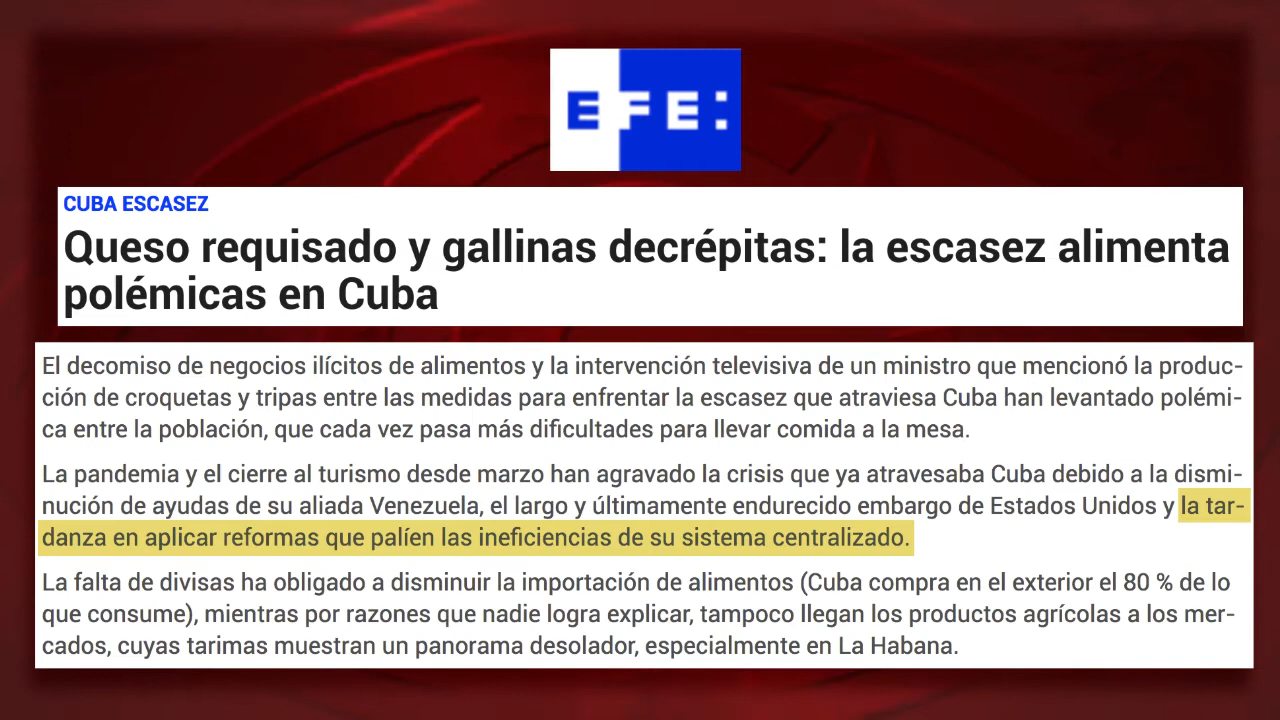 EFE:
CUBA ESCASEZ
Queso requisado y gallinas decrépitas: la escasez alimenta
polémicas en Cuba
El decomiso de negocios ilícitos de alimentos y la intervención televisiva de un ministro que mencionó la produc-
ción de croquetas y tripas entre las medidas para enfrentar la escasez que atraviesa Cuba han levantado polémi-
ca entre la población, que cada vez pasa más dificultades para llevar comida a la mesa.
La pandemia y el cierre al turismo desde marzo han agravado la crisis que ya atravesaba Cuba debido a la dismi-
nución de ayudas de su aliada Venezuela, el largo y últimamente endurecido embargo de Estados Unidos y la tar-
danza en aplicar reformas que palíen las ineficiencias de su sistema centralizado.
La falta de divisas ha obligado a disminuir la importación de alimentos (Cuba compra en el exterior el 80 % de lo
que consume), mientras por razones que nadie logra explicar, tampoco llegan los productos agrícolas a los mer-
cados, cuyas tarimas muestran un panorama desolador, especialmente en La Habana.